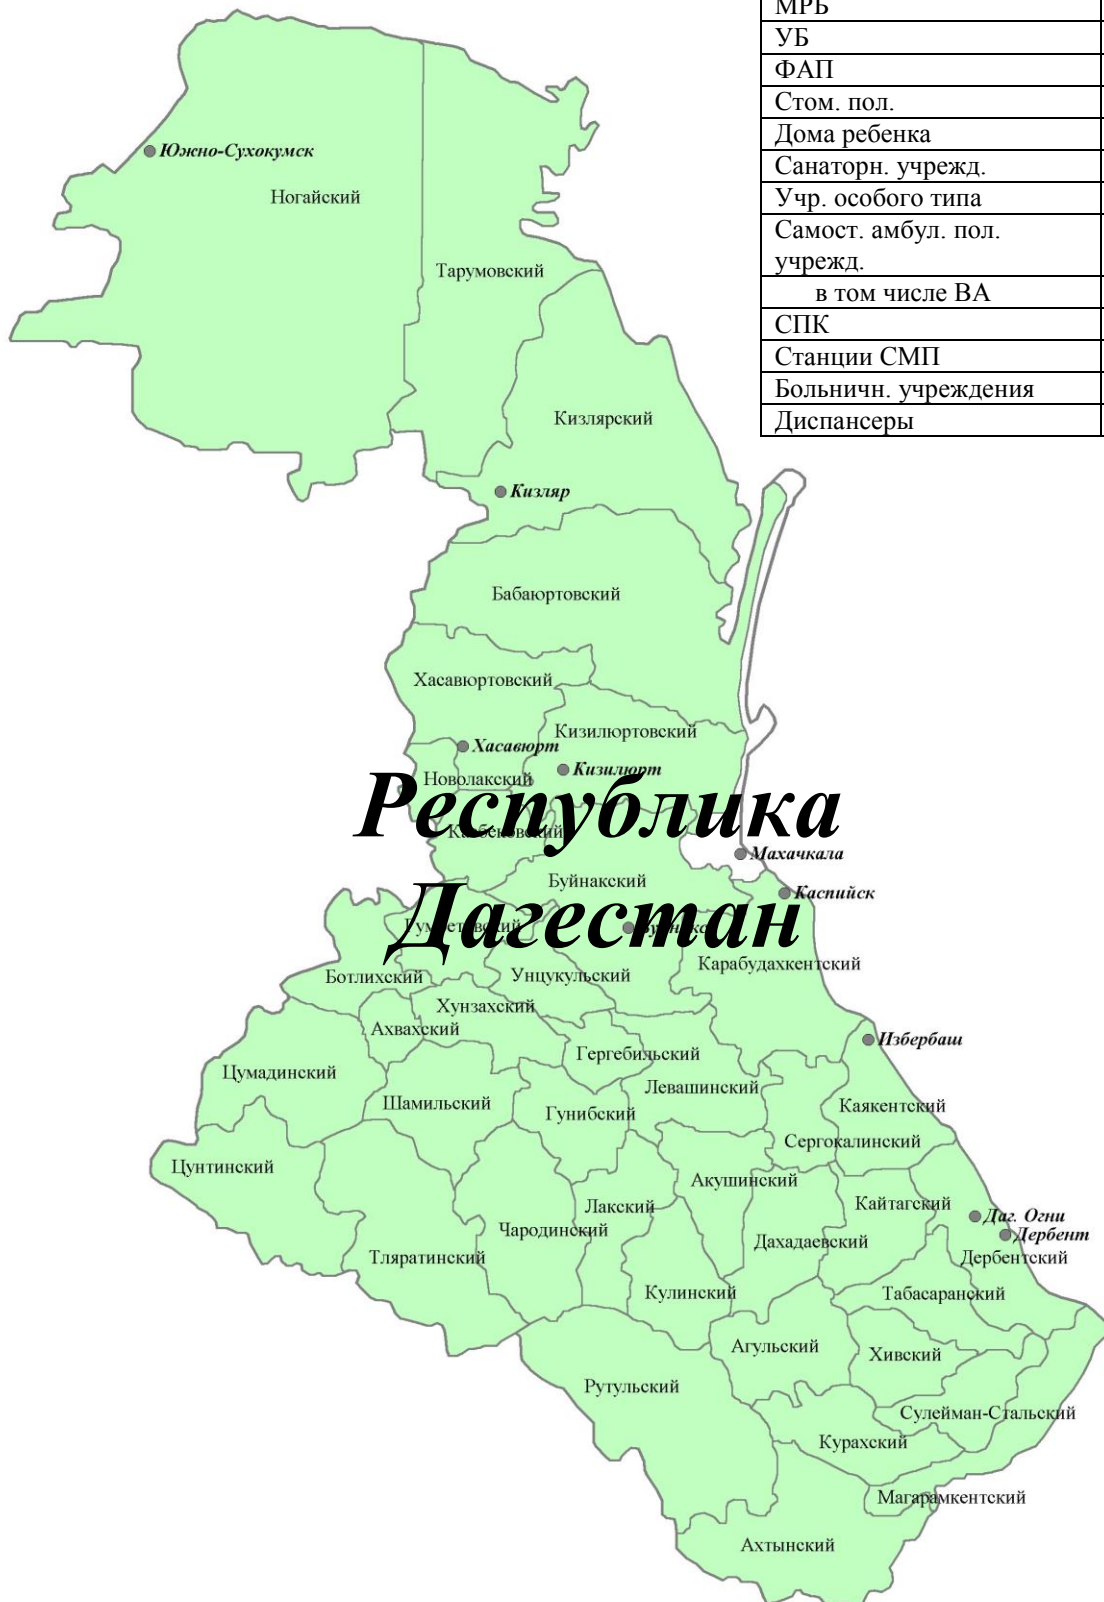 МРБ
УБ
ФАП
Стом. пол.
Дома ребенка
Санаторн. учрежд.
Учр. особого типа
Самост. амбул. пол.
учрежд.
в том числе ВА
СПК
Станции СМП
Больничн. учреждения
Диспансеры
Южно-Сухокумск
Ногайский
Тарумовский
Кизлярский
Кизляр
Бабаюртовский
Хасавюртовский
Кизилюртовский
Хасавюрт
Кизилюрт
Новолакский
Республика
Казбековский
Махачкала
Буйнакский
Каспийск
Дагестан
Карабудахкентский
Ботлихский
Унцукульский
Хунзахский
Ахвахский
Избербаш
Гергебильский
Цумадинский
Левашинский
Шамильский
Гунибский
Каякентский
Сергокалинский
Цунтинский
Акушинский
Лакский
Кайтагский
Чародинский
Даг. Огни
Дербент
Дахадаевский
Тляратинский
Дербентский
Кулинский
Табасаранский
Агульский
Хивский
Рутульский
Сулейман-Стальский
Курахский
Магарамкентский
Ахтынский